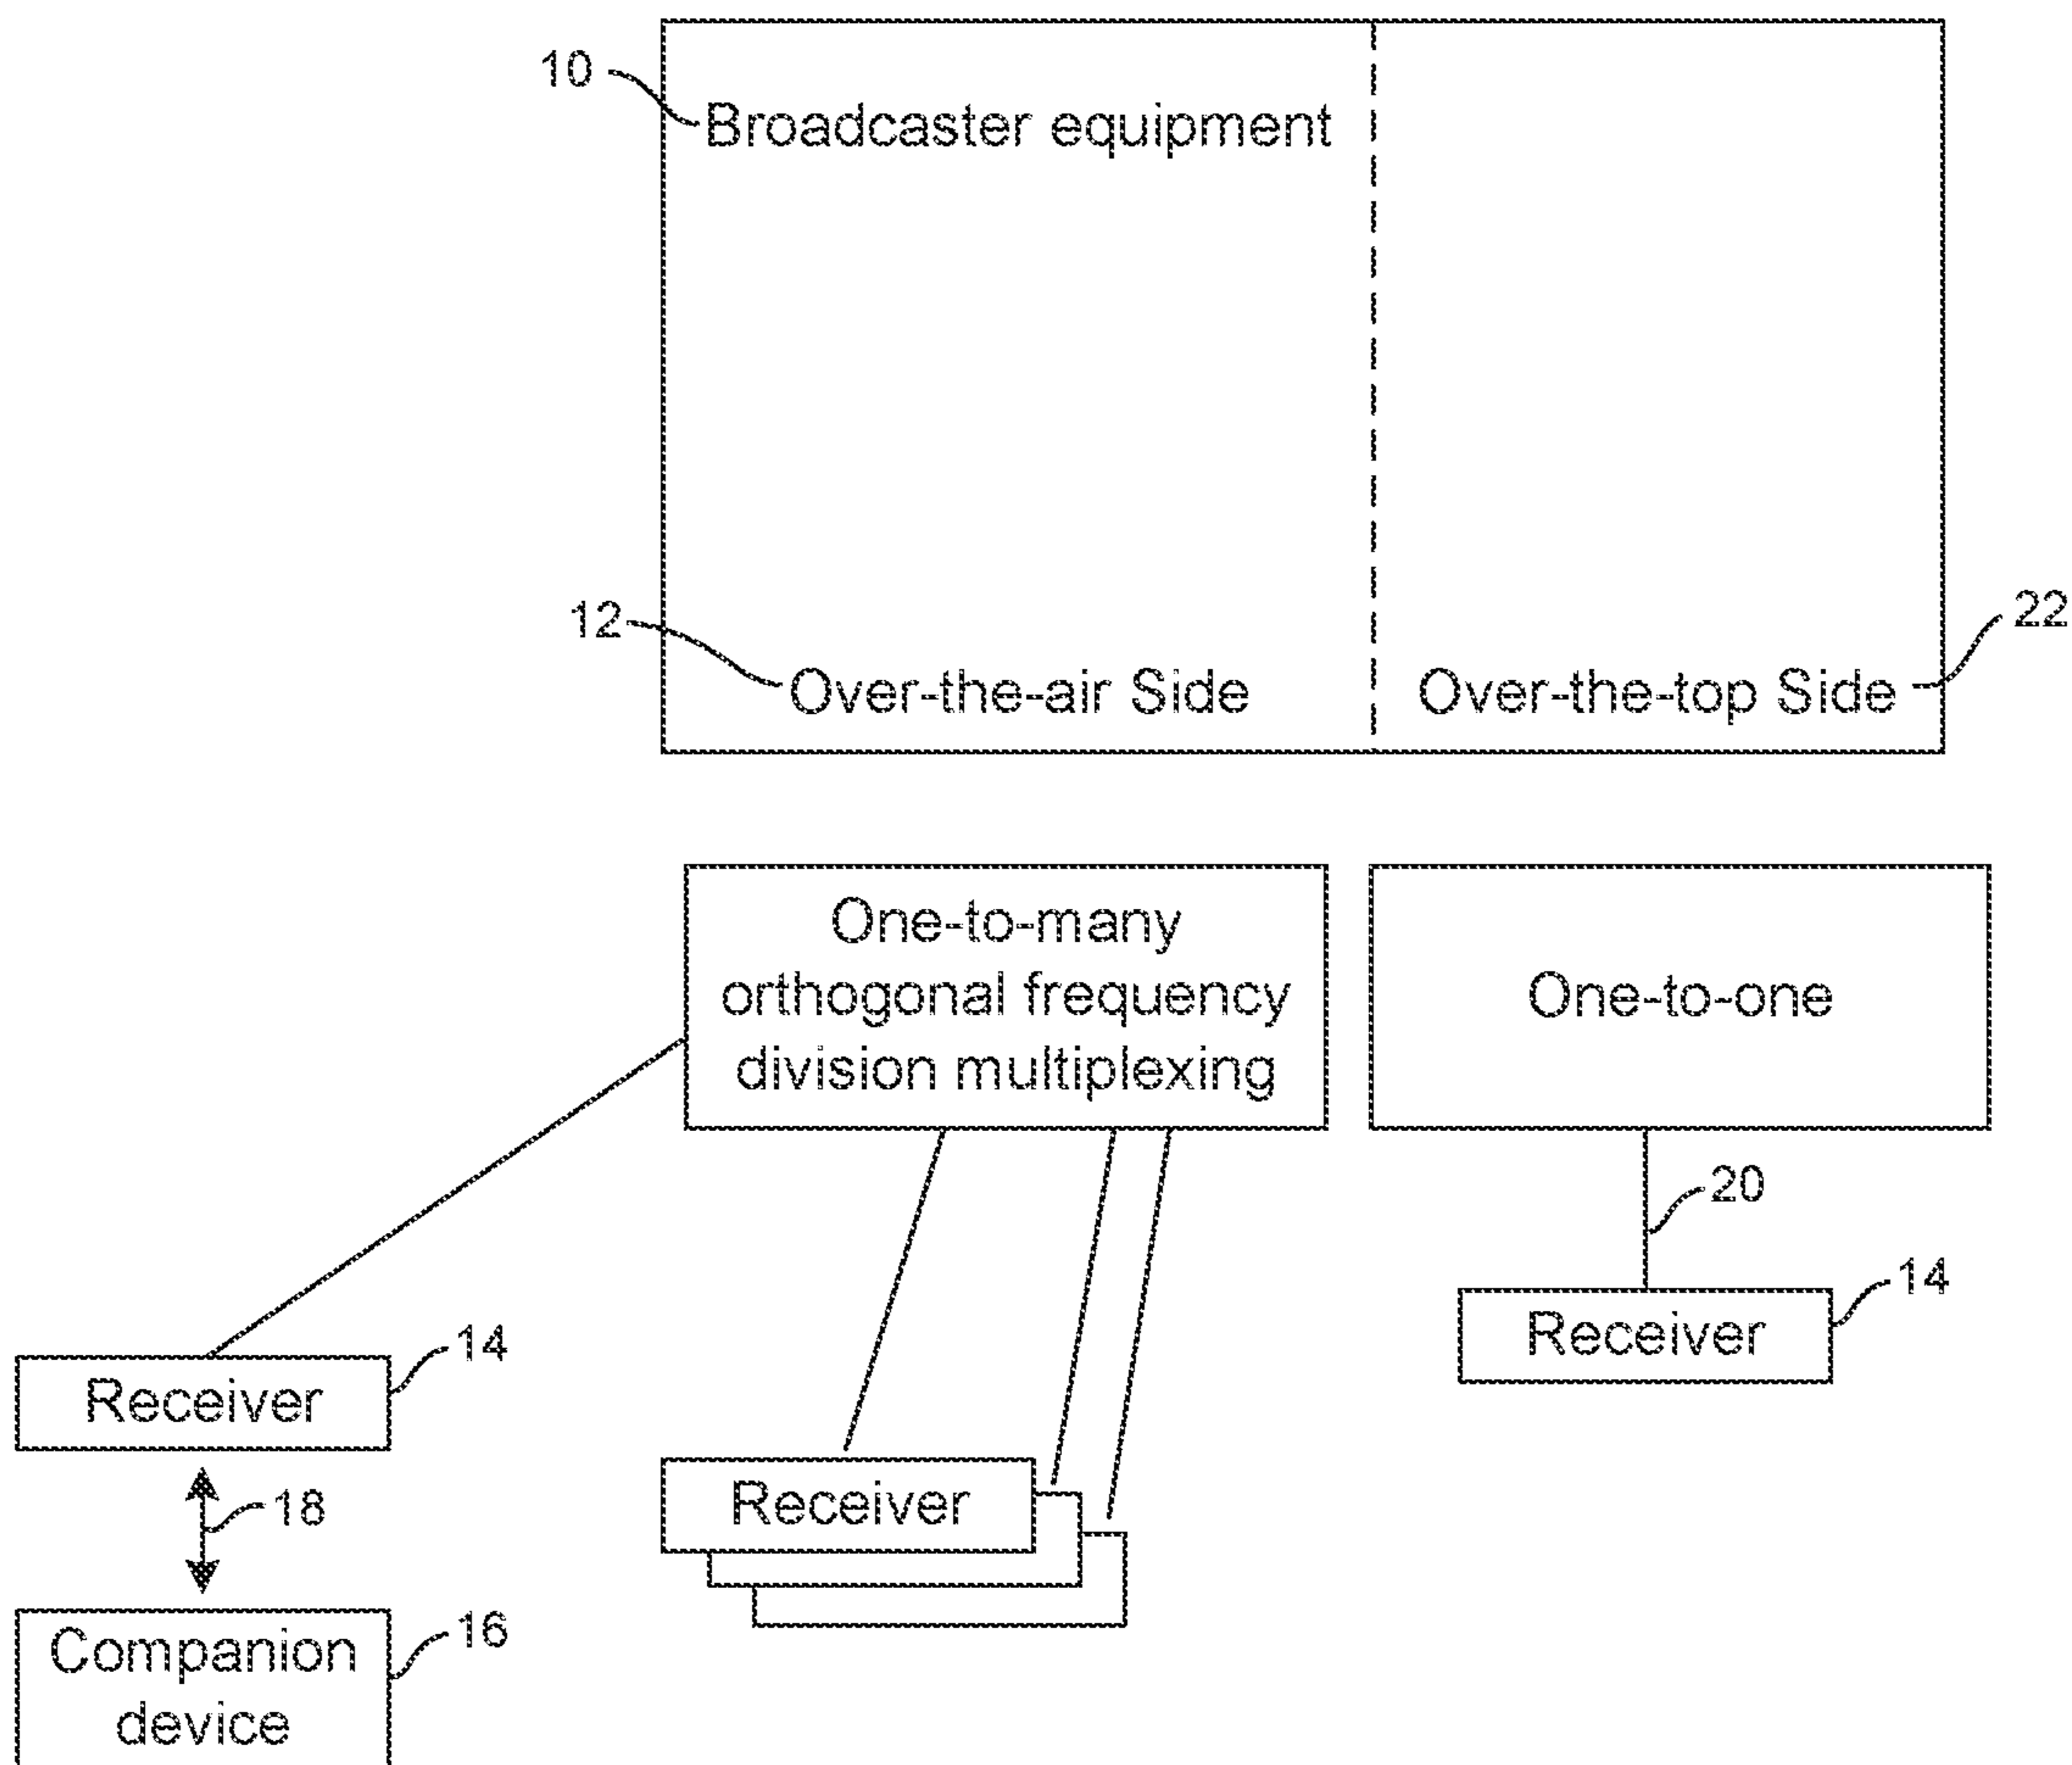 10
Broadcaster equipment
12
22
Over-the-air Side
Over-the-top Side
One-to-many
orthogonal frequency
division multiplexing
One-to-one
20
14
Receiver
14
Receiver
18
Receiver
16
Companion
device